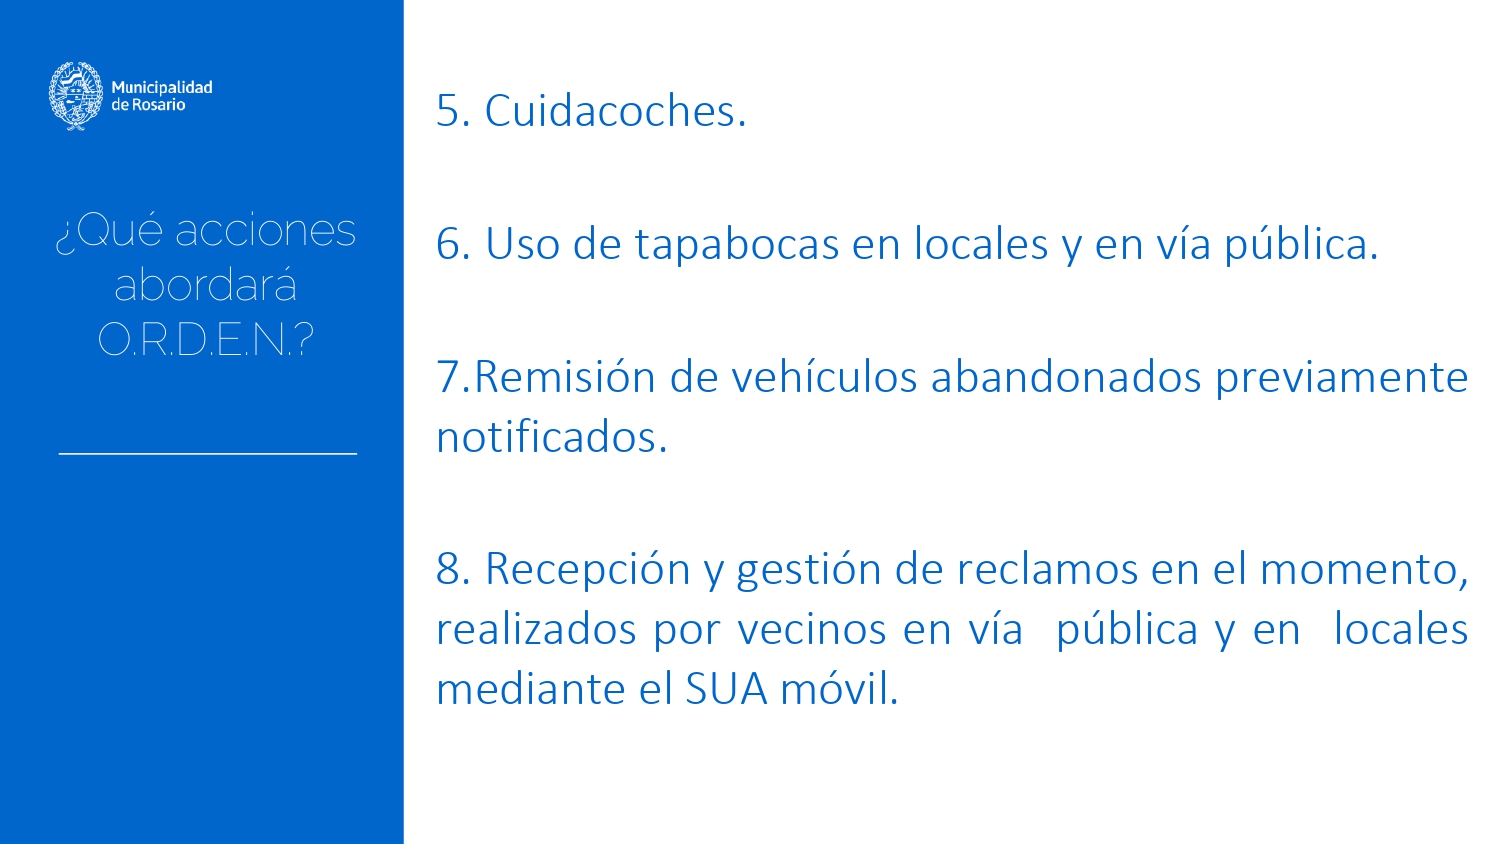 Municipalidad
de Rosario
¿Qué acciones
abordará
O.R.D.E.N.?
5. Cuidacoches.
6. Uso de tapabocas en locales y en vía pública.
7.Remisión de vehículos abandonados previamente
notificados.
8. Recepción y gestión de reclamos en el momento,
realizados por vecinos en vía  pública y en  locales
mediante el SUA móvil.